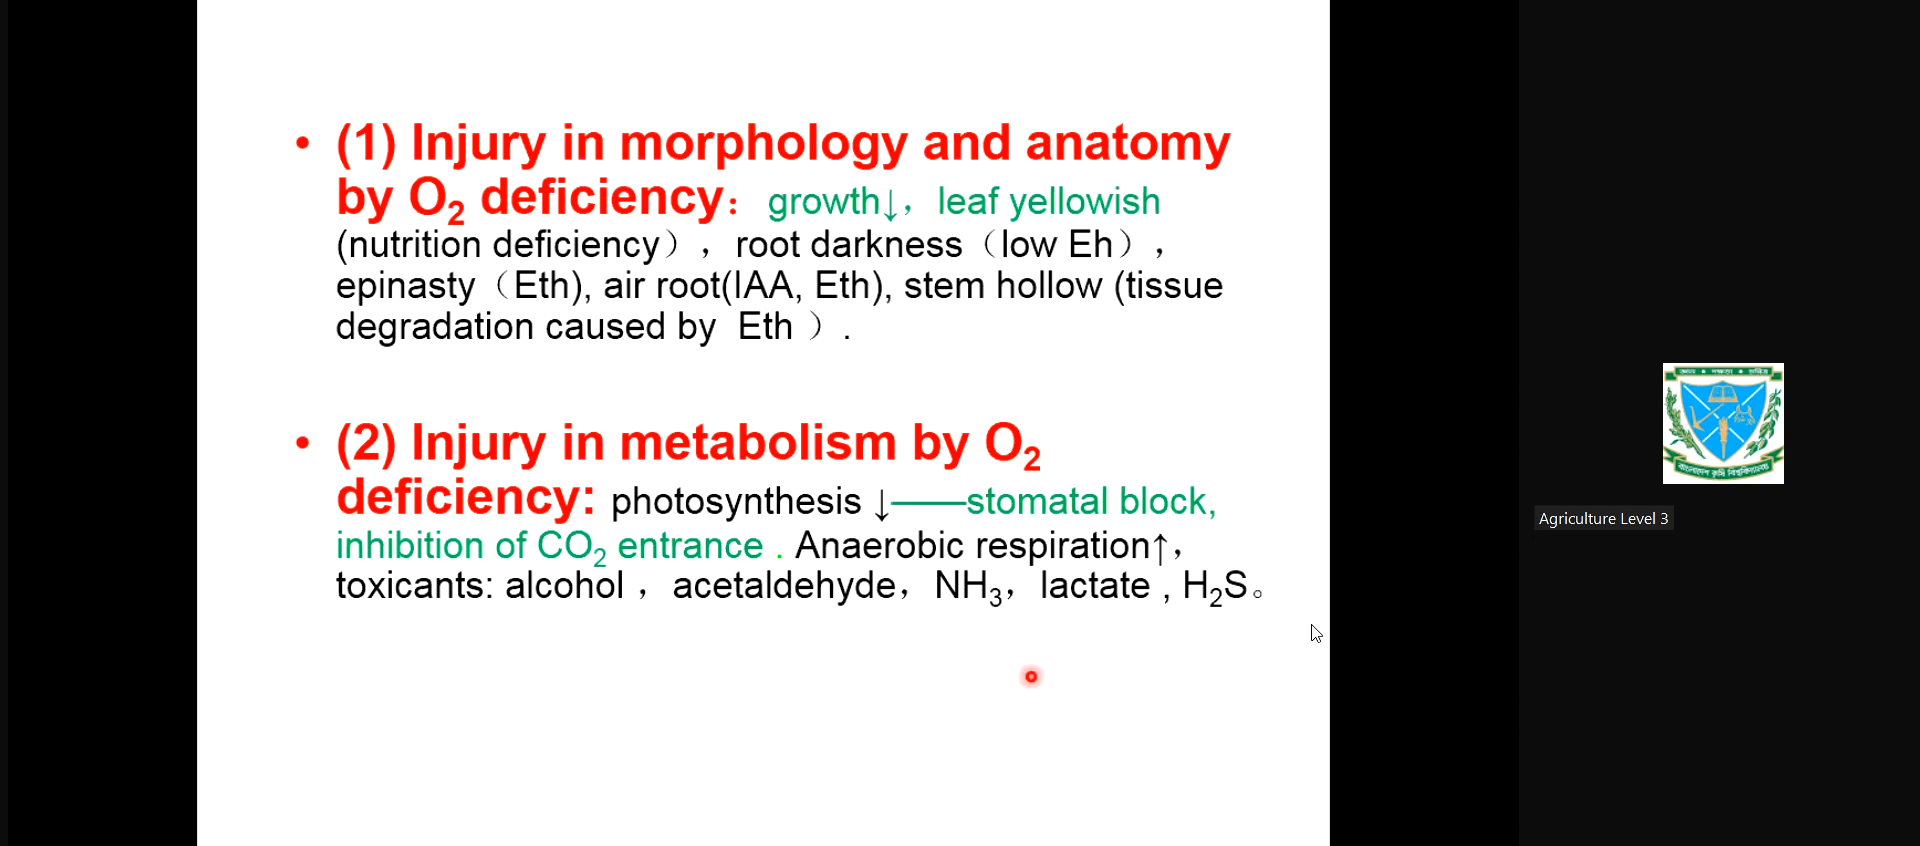 • (1) Injury in morphology and anatomy
by O₂ deficiency：growth↓，leaf yellowish
(nutrition deficiency），root darkness（low Eh），
epinasty（Eth), air root(IAA, Eth), stem hollow (tissue
degradation caused by Eth ）.
• (2) Injury in metabolism by O₂
deficiency: photosynthesis ↓——stomatal block,
inhibition of CO₂ entrance . Anaerobic respiration↑，
toxicants: alcohol ，acetaldehyde，NH₃，lactate , H₂S。
বাংলাদেশ কৃষি বিশ্ববিদ্যালয়
Agriculture Level 3